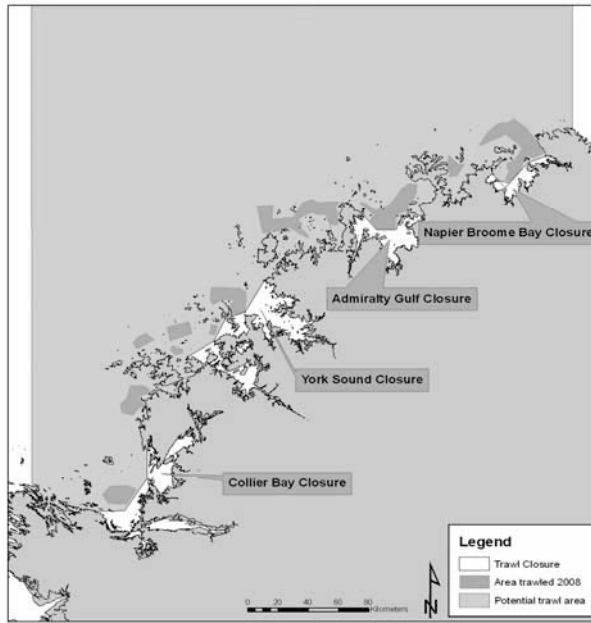 Napier Broome Bay Closure
Admiralty Gulf Closure
York Sound Closure
Collier Bay Closure
Legend
Trawl Closure
Area trawled 2008
Potential trawl area
N
0 20 40 60 80
Kilometers